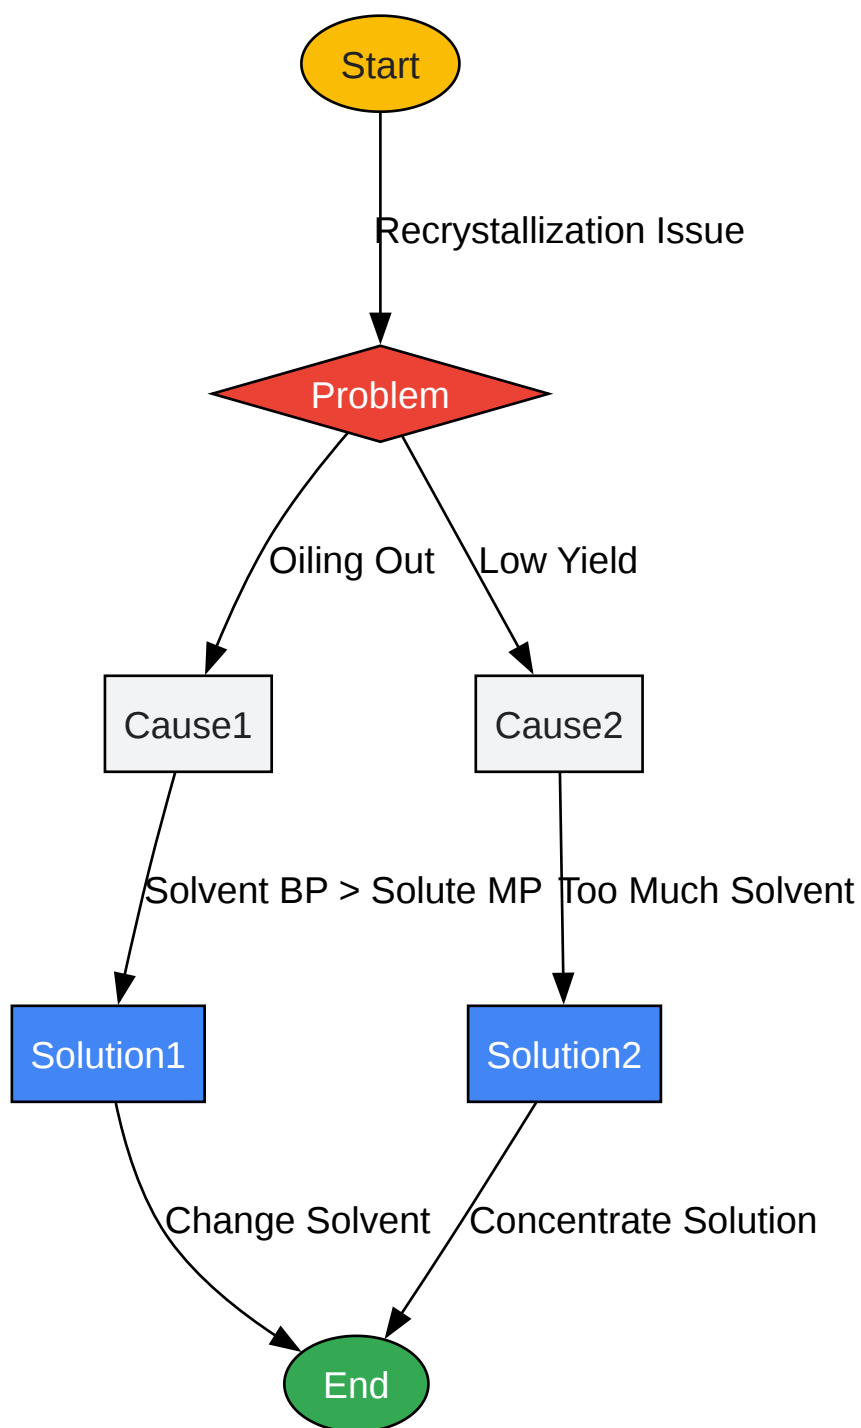 Start
Recrystallization Issue
Problem
Oiling Out
Low Yield
Cause1
Cause2
Solvent BP > Solute MP
Too Much Solvent
Solution1
Solution2
Change Solvent
Concentrate Solution
End